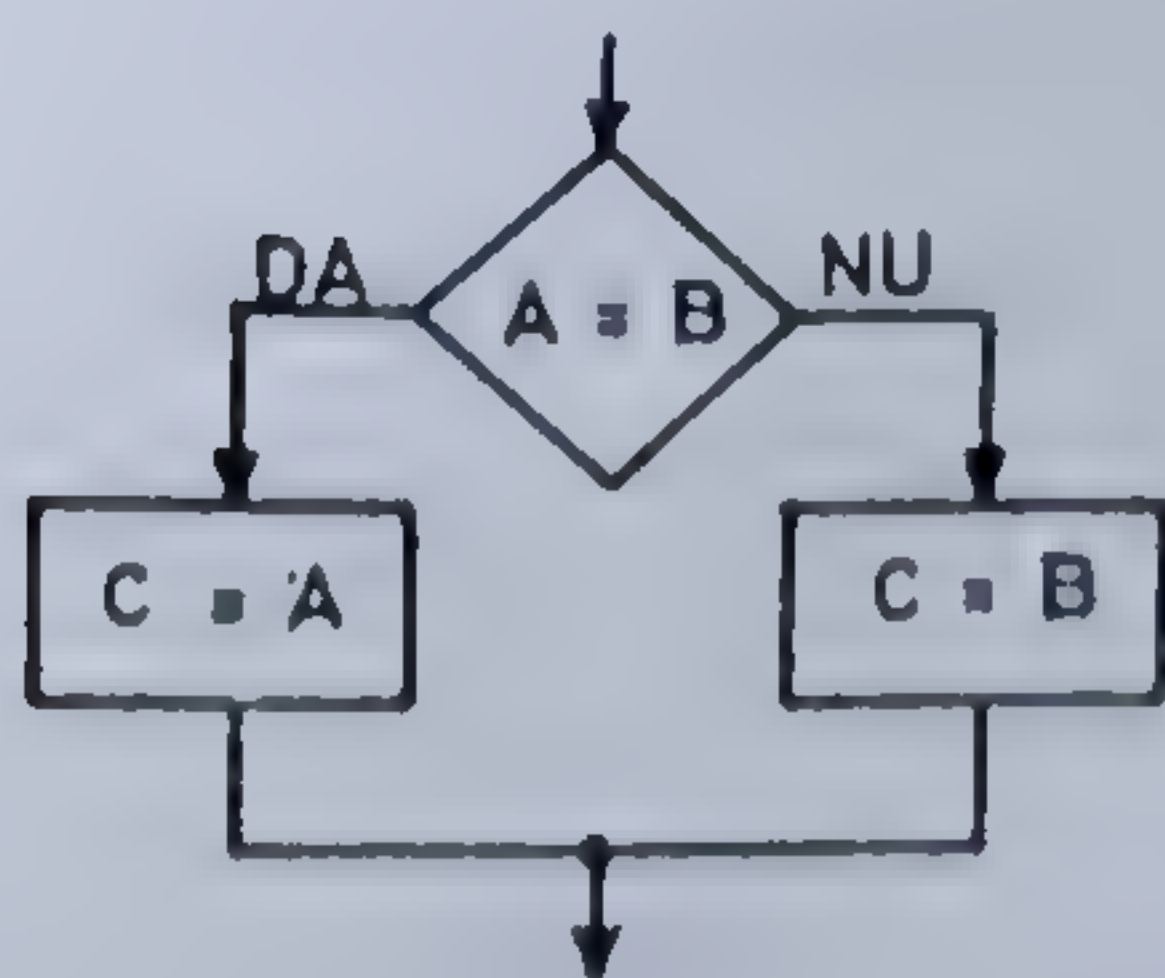 DA
NU
A = B
C = A
C = B